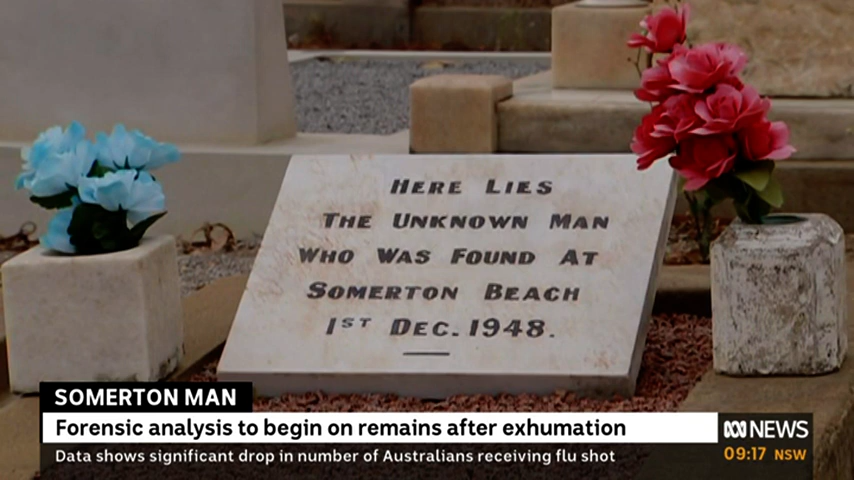 HERE LIES
THE UNKNOWN MAN
WHO WAS FOUND AT
SOMERTON BEACH
1ST DEC. 1948.
SOMERTON MAN
Forensic analysis to begin on remains after exhumation
Data shows significant drop in number of Australians receiving flu shot
ABC NEWS
09:17 NSW